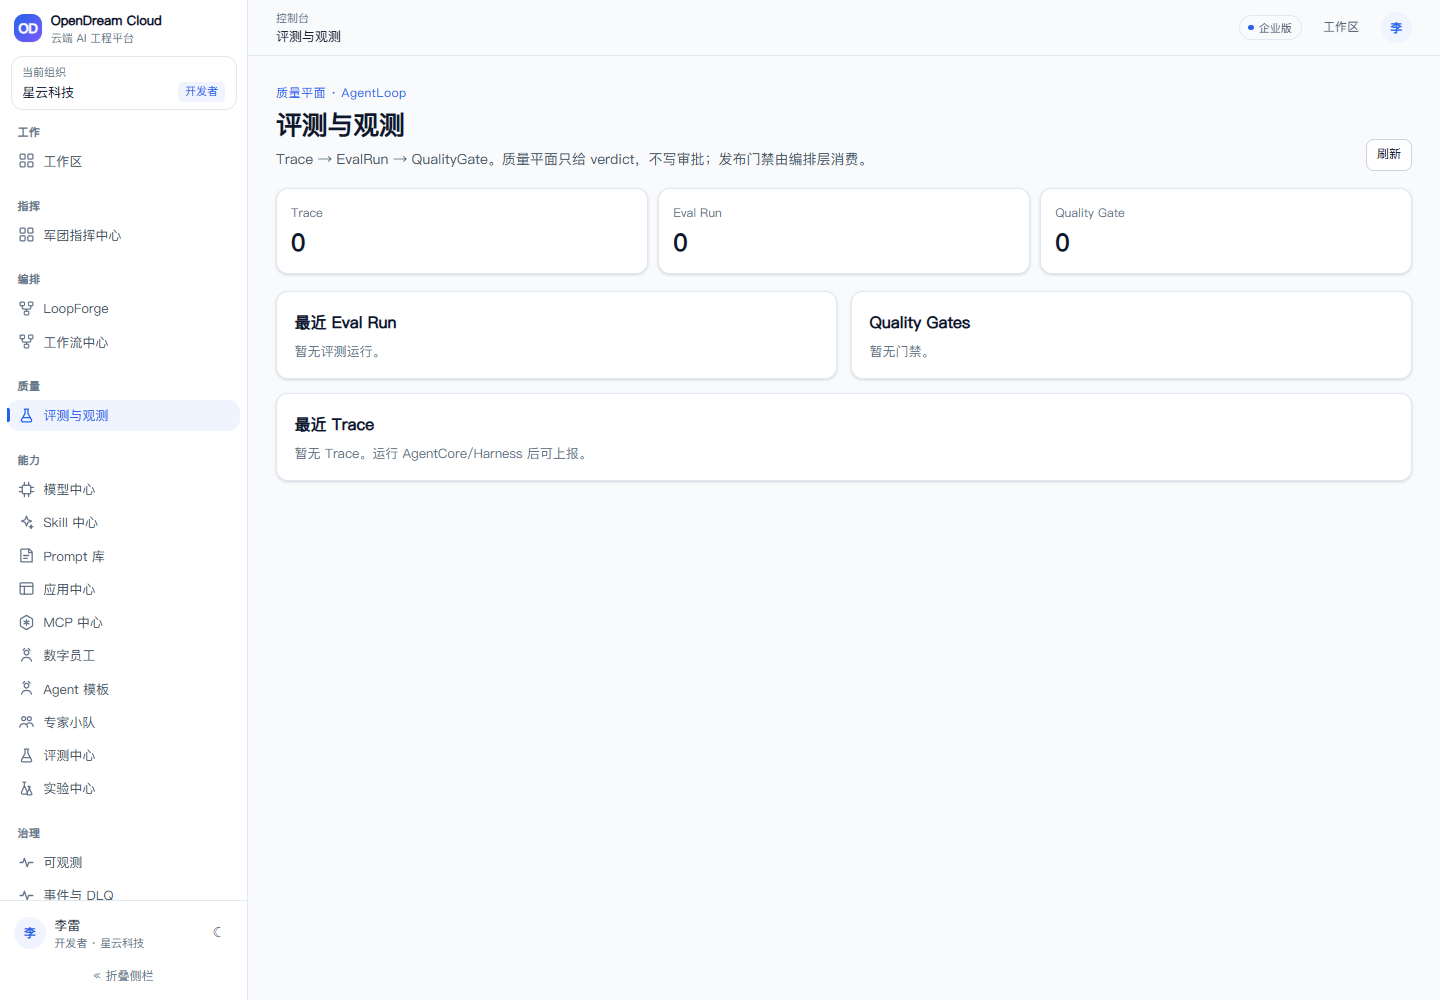 OD
OpenDream Cloud
云端 AI 工程平台
当前组织
星云科技
开发者
工作
工作区
指挥
军团指挥中心
编排
LoopForge
工作流中心
质量
评测与观测
能力
模型中心
Skill 中心
Prompt 库
应用中心
MCP 中心
数字员工
Agent 模板
专家小队
评测中心
实验中心
治理
可观测
事件与 DLQ
李
李雷
开发者 · 星云科技
« 折叠侧栏
控制台
评测与观测
企业版
工作区
李
质量平面 · AgentLoop
评测与观测
Trace → EvalRun → QualityGate。质量平面只给 verdict，不写审批；发布门禁由编排层消费。
刷新
Trace
0
Eval Run
0
Quality Gate
0
最近 Eval Run
暂无评测运行。
Quality Gates
暂无门禁。
最近 Trace
暂无 Trace。运行 AgentCore/Harness 后可上报。